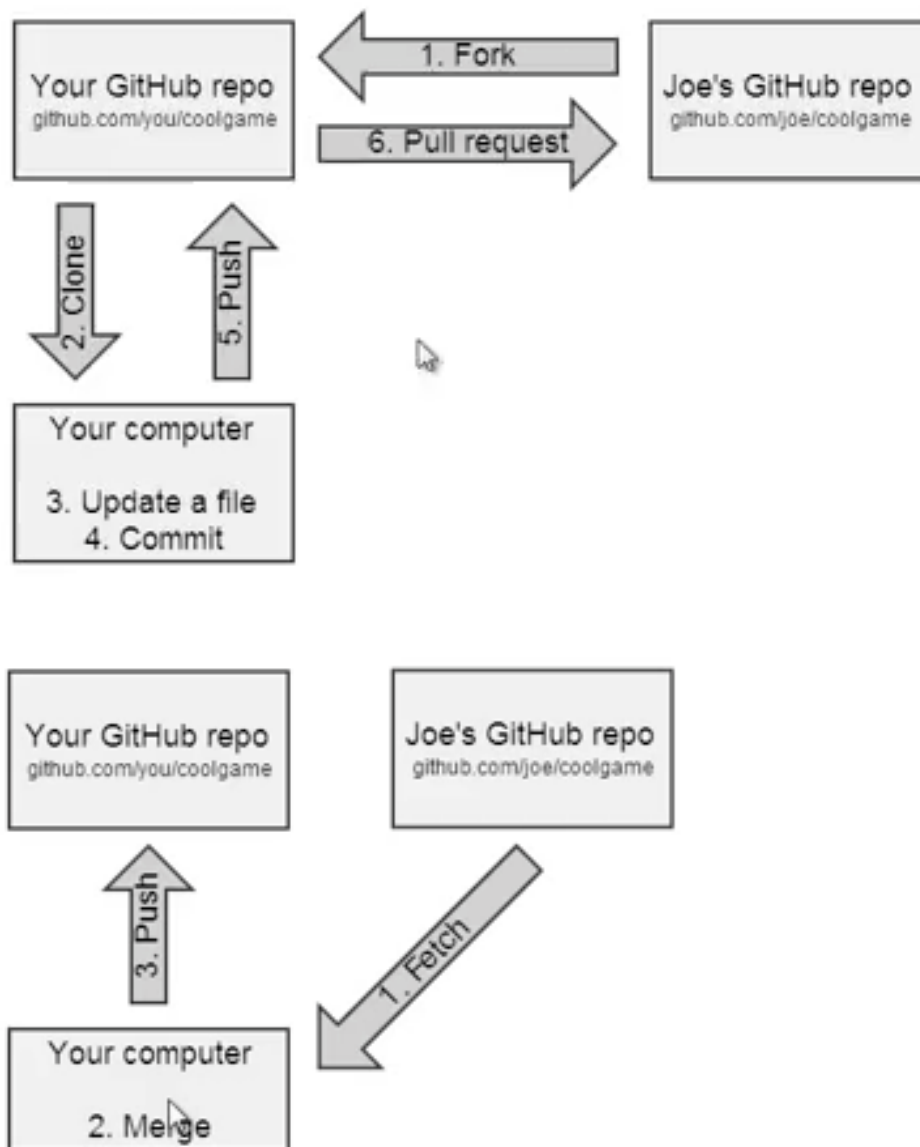 Your GitHub repo
github.com/you/coolgame
1. Fork
6. Pull request
Joe's GitHub repo
github.com/joe/coolgame
2. Clone
5. Push
Your computer
3. Update a file
4. Commit
Your GitHub repo
github.com/you/coolgame
Joe's GitHub repo
github.com/joe/coolgame
3. Push
1. Fetch
Your computer
2. Merge